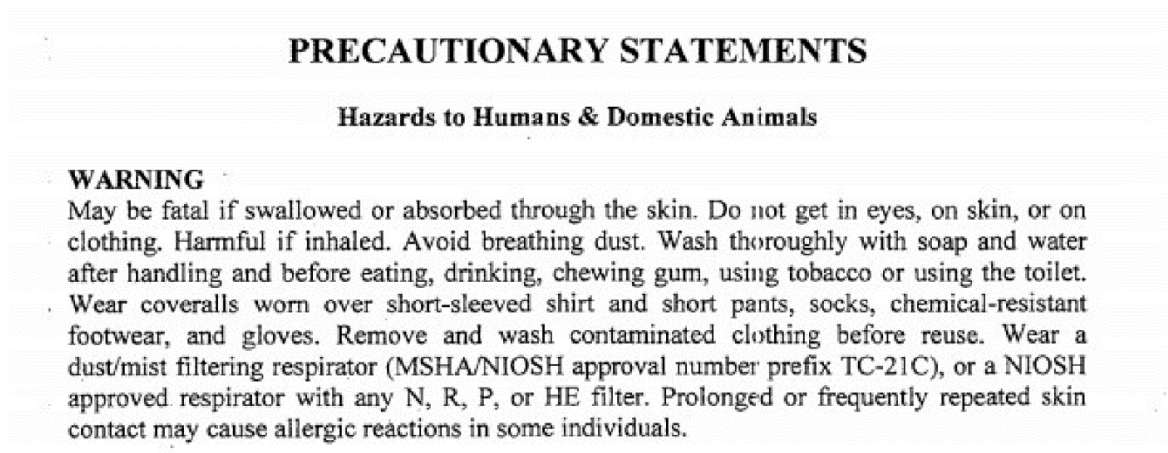 PRECAUTIONARY STATEMENTS
Hazards to Humans & Domestic Animals
WARNING
May be fatal if swallowed or absorbed through the skin. Do not get in eyes, on skin, or on
clothing. Harmful if inhaled. Avoid breathing dust. Wash thoroughly with soap and water
after handling and before eating, drinking, chewing gum, using tobacco or using the toilet.
Wear coveralls worn over short-sleeved shirt and short pants, socks, chemical-resistant
footwear, and gloves. Remove and wash contaminated clothing before reuse. Wear a
dust/mist filtering respirator (MSHA/NIOSH approval number prefix TC-21C), or a NIOSH
approved respirator with any N, R, P, or HE filter. Prolonged or frequently repeated skin
contact may cause allergic reactions in some individuals.